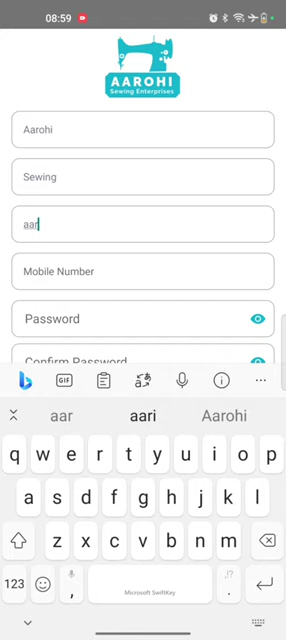 08:59
AAROHI
Sewing Enterprises
Aarohi
Sewing
aar
Mobile Number
Password
Confirm Password
GIF
aar aari Aarohi
q w e r t y u i o p
a s d f g h j k l
z x c v b n m
123 , Microsoft SwiftKey ,!? .